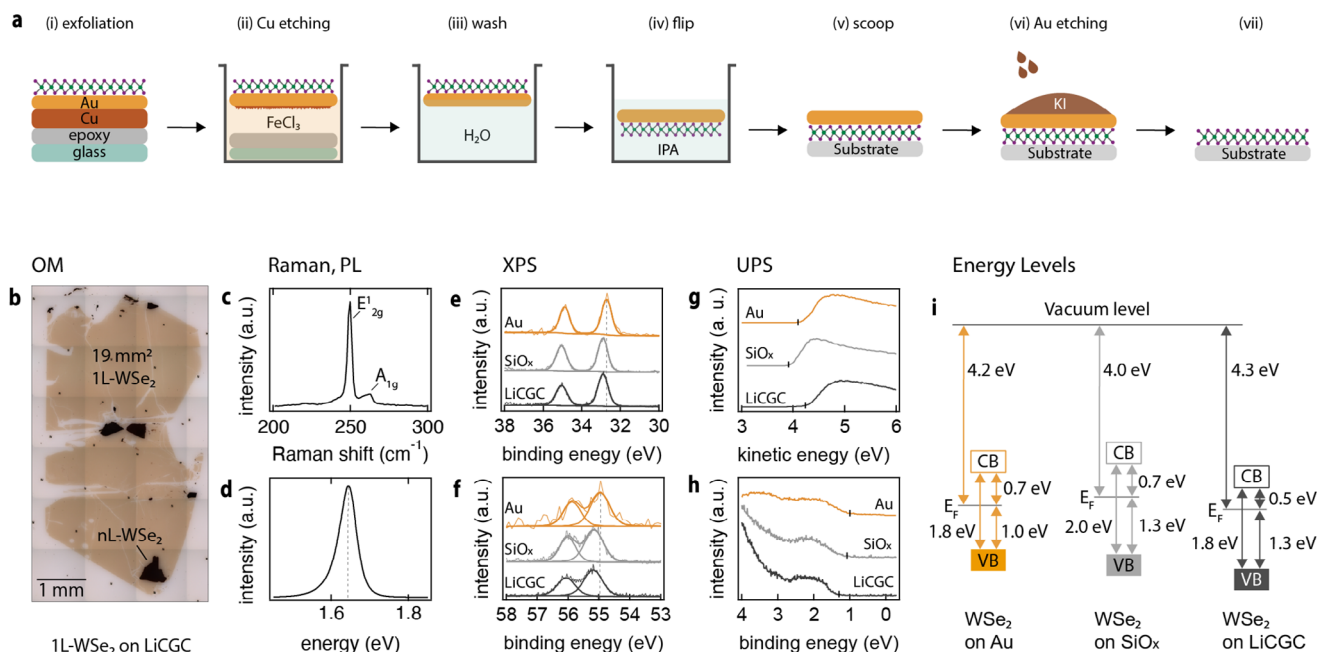 a
(i) exfoliation
(ii) Cu etching
(iii) wash
(iv) flip
(v) scoop
(vi) Au etching
(vii)
Au
Cu
epoxy
glass
FeCl₃
H₂O
IPA
Substrate
KI
Substrate
Substrate
OM
Raman, PL
XPS
UPS
Energy Levels
b
19 mm²
1L-WSe₂
nL-WSe₂
1 mm
1L-WSe₂ on LiCGC
c
intensity (a.u.)
E¹₂g
A₁g
200
250
300
Raman shift (cm⁻¹)
d
intensity (a.u.)
1.6
1.8
energy (eV)
e
intensity (a.u.)
Au
SiOx
LiCGC
38
36
34
32
30
binding energy (eV)
f
intensity (a.u.)
Au
SiOx
LiCGC
58
57
56
55
54
53
binding energy (eV)
g
intensity (a.u.)
Au
SiOx
LiCGC
3
4
5
6
kinetic energy (eV)
h
intensity (a.u.)
Au
SiOx
LiCGC
4
3
2
1
0
binding energy (eV)
i
Vacuum level
4.2 eV
4.0 eV
4.3 eV
CB
0.7 eV
E_F
1.8 eV
1.0 eV
VB
CB
0.7 eV
E_F
2.0 eV
1.3 eV
VB
CB
0.5 eV
E_F
1.8 eV
1.3 eV
VB
WSe₂
on Au
WSe₂
on SiOx
WSe₂
on LiCGC